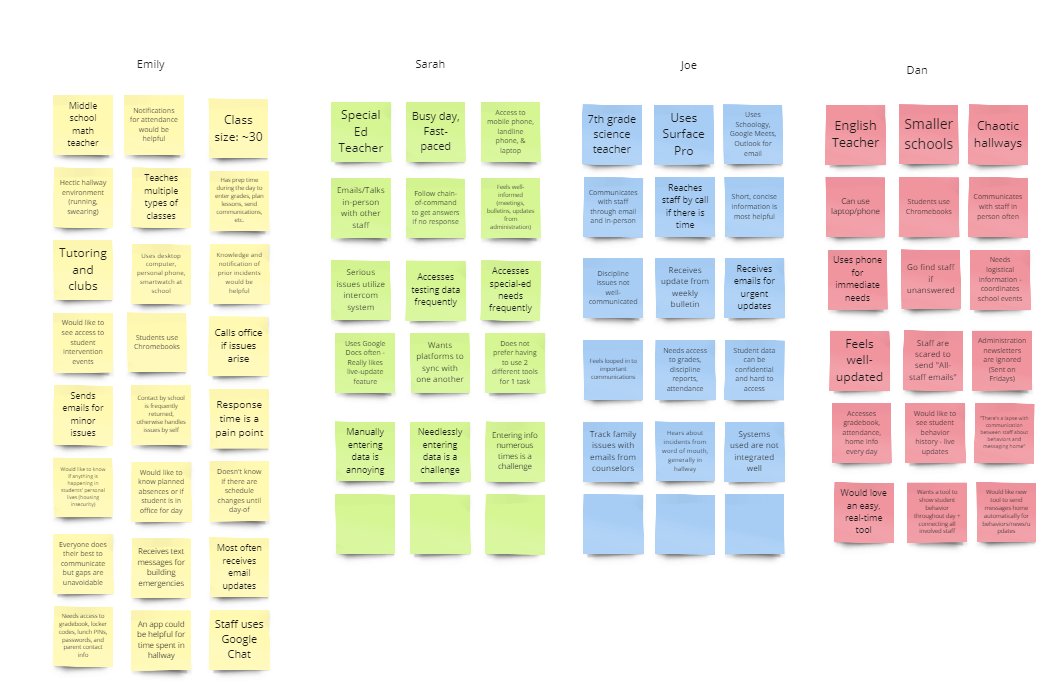 Emily
Middle
school
math
teacher
Notifications
for attendance
would be
helpful
Class
size: ~30
Hectic hallway
environment
(running,
swearing)
Teaches
multiple
types of
classes
Has prep time
during the day to
enter grades, plan
lessons, send
communications,
etc.
Tutoring
and
clubs
Uses desktop
computer,
personal phone,
smartwatch at
school
Knowledge and
notification of
prior incidents
would be
helpful
Would like to
see access to
student
intervention
events
Students use
Chromebooks
Calls office
if issues
arise
Sends
emails for
minor
issues
Contact by school
is frequently
returned,
otherwise handles
issues by self
Response
time is a
pain point
Would like to know
if anything is
happening in
students' personal
lives (housing
insecurity)
Would like to
know planned
absences or if
student is in
office for day
Doesn't know
if there are
schedule
changes until
day-of
Everyone does
their best to
communicate
but gaps are
unavoidable
Receives text
messages for
building
emergencies
Most often
receives
email
updates
Needs access to
gradebook, locker
codes, lunch PINs,
passwords, and
parent contact
info
An app could
be helpful for
time spent in
hallway
Staff uses
Google
Chat
Sarah
Special
Ed
Teacher
Busy day,
Fast-
paced
Access to
mobile phone,
landline
phone, &
laptop
Emails/Talks
in-person
with other
staff
Follow chain-
of-command
to get answers
if no response
Feels well-
informed
(meetings,
bulletins, updates
from
administration)
Serious
issues utilize
intercom
system
Accesses
testing data
frequently
Accesses
special-ed
needs
frequently
Uses Google
Docs often -
Really likes
live-update
feature
Wants
platforms to
sync with
one another
Does not
prefer having
to use 2
different tools
for 1 task
Manually
entering
data is
annoying
Needlessly
entering
data is a
challenge
Entering info
numerous
times is a
challenge
Joe
7th grade
science
teacher
Uses
Surface
Pro
Uses
Schoology,
Google Meets,
Outlook for
email
Communicates
with staff
through email
and in-person
Reaches
staff by call
if there is
time
Short, concise
information is
most helpful
Discipline
issues not
well-
communicated
Receives
update from
weekly
bulletin
Receives
emails for
urgent
updates
Feels looped in to
important
communications
Needs access
to grades,
discipline
reports,
attendance
Student data
can be
confidential
and hard to
access
Track family
issues with
emails from
counselors
Hears about
incidents from
word of mouth,
generally in
hallway
Systems
used are not
integrated
well
Dan
English
Teacher
Smaller
schools
Chaotic
hallways
Can use
laptop/phone
Students use
Chromebooks
Communicates
with staff in
person often
Uses phone
for
immediate
needs
Go find staff
if
unanswered
Needs
logistical
information -
coordinates
school events
Feels
well-
updated
Staff are
scared to
send "All-
staff emails"
Administration
newsletters
are ignored
(Sent on
Fridays)
Accesses
gradebook,
attendance,
home info
every day
Would like to
see student
behavior
history - live
updates
"There's a lapse with
communication
between staff about
behaviors and
messaging home"
Would love
an easy,
real-time
tool
Wants a tool to
show student
behavior
throughout day +
connecting all
involved staff
Would like new
tool to send
messages home
automatically for
behaviors/news/u
pdates